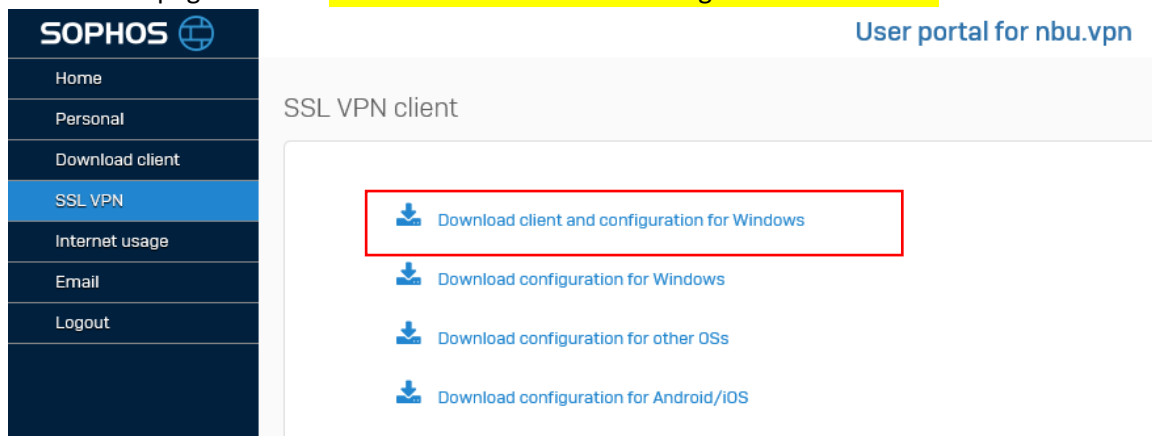 SOPHOS
User portal for nbu.vpn
Home
Personal
Download client
SSL VPN
Internet usage
Email
Logout
SSL VPN client
Download client and configuration for Windows
Download configuration for Windows
Download configuration for other OSs
Download configuration for Android/iOS